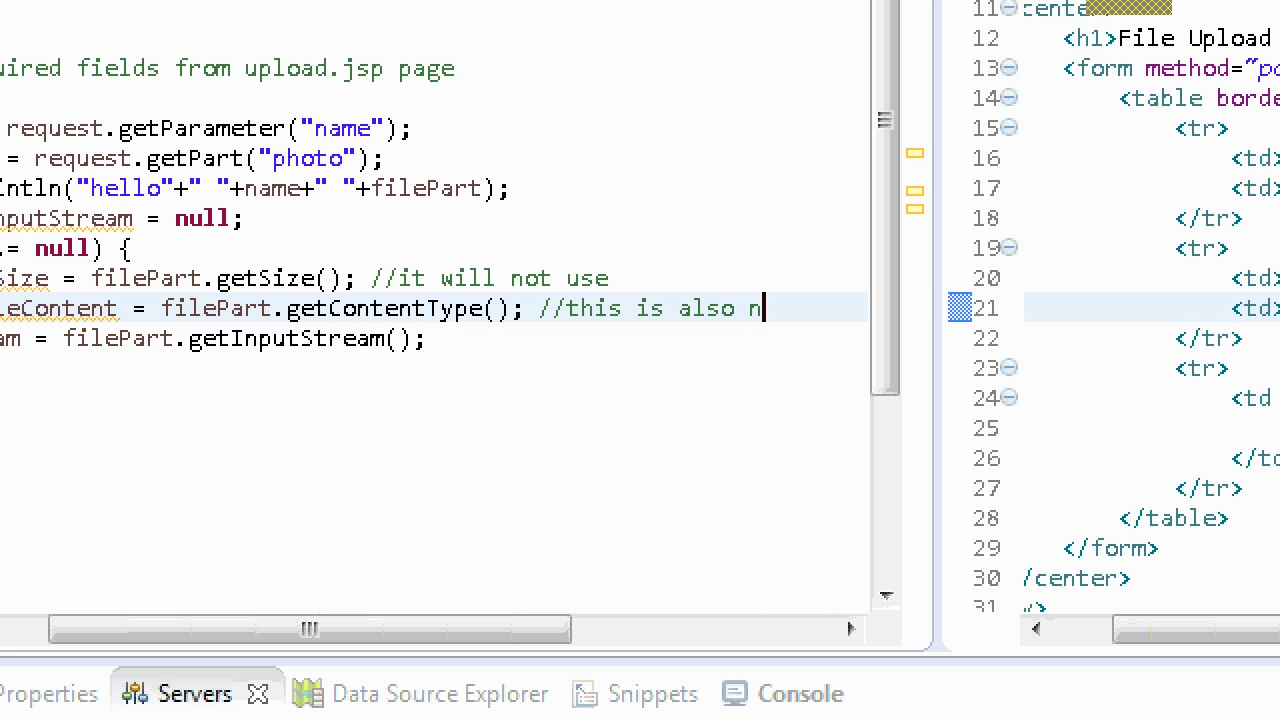 uired fields from upload.jsp page
request.getParameter("name");
= request.getPart("photo");
intln("hello"+" "+name+" "+filePart);
nputStream = null;
= null) {
Size = filePart.getSize(); //it will not use
leContent = filePart.getContentType(); //this is also n
am = filePart.getInputStream();
11 cente
12 <h1>File Upload
13 <form method="po
14 <table borde
15 <tr>
16 <td>
17 <td>
18 </tr>
19 <tr>
20 <td>
21 <td>
22 </tr>
23 <tr>
24 <td
25
26 </td
27 </tr>
28 </table>
29 </form>
30 /center>
31
Properties Servers Data Source Explorer Snippets Console